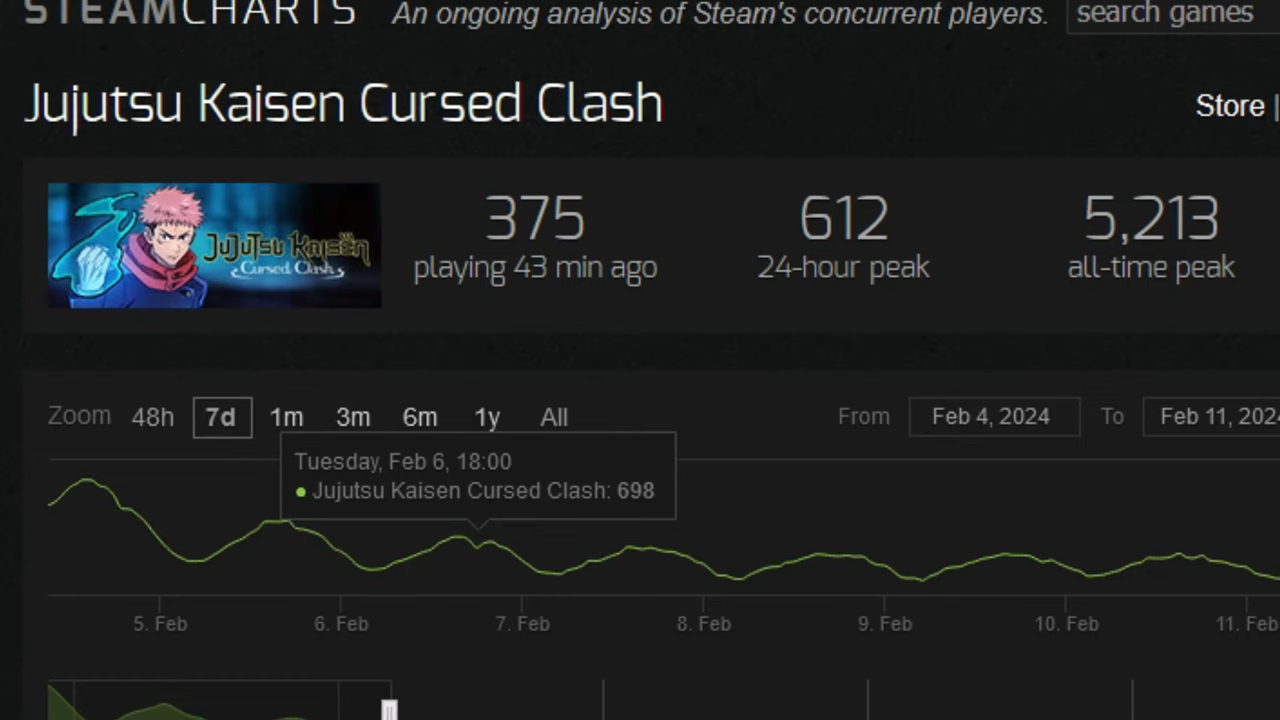 STEAMCHARTS An ongoing analysis of Steam's concurrent players. search games
Jujutsu Kaisen Cursed Clash
Store |
JUJUTSU KAISEN
Cursed Clash
375
playing 43 min ago
612
24-hour peak
5,213
all-time peak
Zoom 48h 7d 1m 3m 6m 1y All
From Feb 4, 2024 To Feb 11, 202
Tuesday, Feb 6, 18:00
Jujutsu Kaisen Cursed Clash: 698
5. Feb 6. Feb 7. Feb 8. Feb 9. Feb 10. Feb 11. Feb